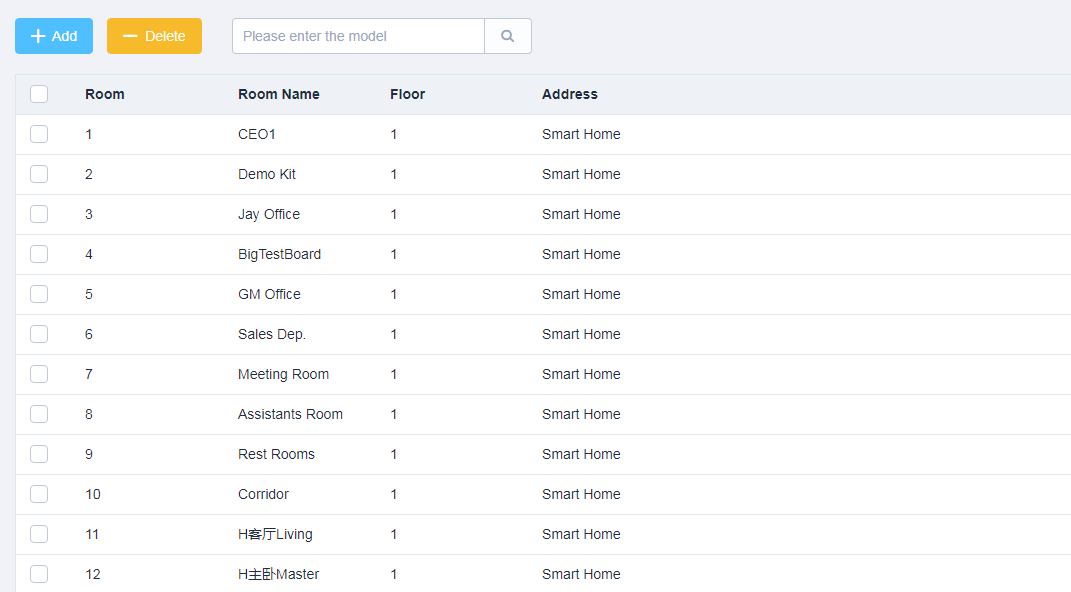 Add Delete Please enter the model
Room Room Name Floor Address
1 CEO1 1 Smart Home
2 Demo Kit 1 Smart Home
3 Jay Office 1 Smart Home
4 BigTestBoard 1 Smart Home
5 GM Office 1 Smart Home
6 Sales Dep. 1 Smart Home
7 Meeting Room 1 Smart Home
8 Assistants Room 1 Smart Home
9 Rest Rooms 1 Smart Home
10 Corridor 1 Smart Home
11 H客厅Living 1 Smart Home
12 H主卧Master 1 Smart Home